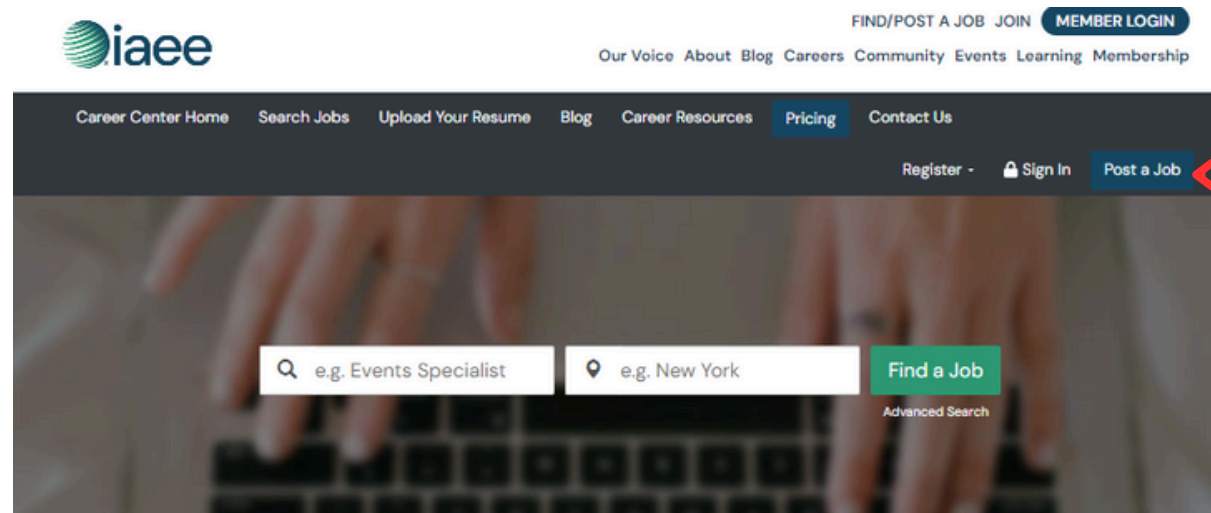 FIND/POST A JOB JOIN MEMBER LOGIN
iaee
Our Voice About Blog Careers Community Events Learning Membership
Career Center Home Search Jobs Upload Your Resume Blog Career Resources Pricing Contact Us
Register Sign In Post a Job
e.g. Events Specialist e.g. New York Find a Job
Advanced Search